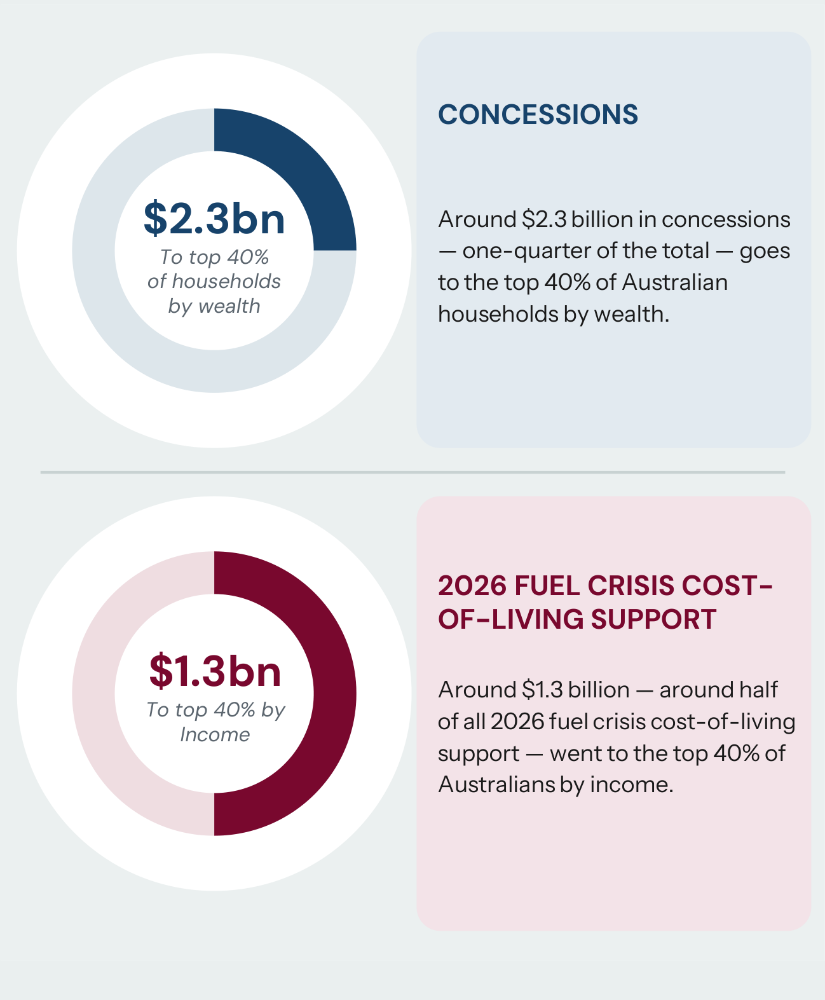 $2.3bn
To top 40%
of households
by wealth
CONCESSIONS
Around $2.3 billion in concessions
— one-quarter of the total — goes
to the top 40% of Australian
households by wealth.
$1.3bn
To top 40% by
Income
2026 FUEL CRISIS COST-
OF-LIVING SUPPORT
Around $1.3 billion — around half
of all 2026 fuel crisis cost-of-living
support — went to the top 40% of
Australians by income.